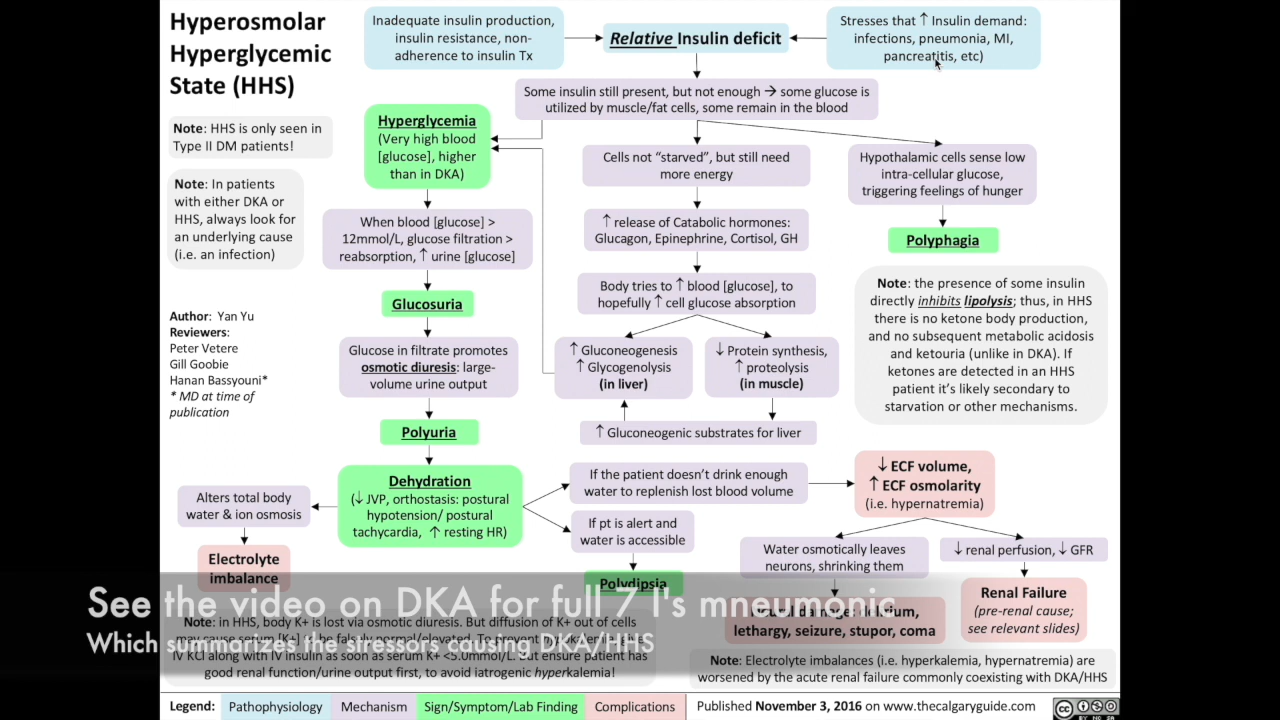 Hyperosmolar
Hyperglycemic
State (HHS)
Inadequate insulin production,
insulin resistance, non-
adherence to insulin Tx
Relative Insulin deficit
Stresses that ↑ Insulin demand:
infections, pneumonia, MI,
pancreatitis, etc)
Some insulin still present, but not enough → some glucose is
utilized by muscle/fat cells, some remain in the blood
Note: HHS is only seen in
Type II DM patients!
Hyperglycemia
(Very high blood
[glucose], higher
than in DKA)
Cells not “starved”, but still need
more energy
Hypothalamic cells sense low
intra-cellular glucose,
triggering feelings of hunger
Note: In patients
with either DKA or
HHS, always look for
an underlying cause
(i.e. an infection)
When blood [glucose] >
12mmol/L, glucose filtration >
reabsorption, ↑ urine [glucose]
↑ release of Catabolic hormones:
Glucagon, Epinephrine, Cortisol, GH
Polyphagia
Glucosuria
Body tries to ↑ blood [glucose], to
hopefully ↑ cell glucose absorption
Note: the presence of some insulin
directly inhibits lipolysis; thus, in HHS
there is no ketone body production,
and no subsequent metabolic acidosis
and ketouria (unlike in DKA). If
ketones are detected in an HHS
patient it’s likely secondary to
starvation or other mechanisms.
Author: Yan Yu
Reviewers:
Peter Vetere
Gill Goobie
Hanan Bassyouni*
* MD at time of
publication
Glucose in filtrate promotes
osmotic diuresis: large-
volume urine output
↑ Gluconeogenesis
↑ Glycogenolysis
(in liver)
↓ Protein synthesis,
↑ proteolysis
(in muscle)
Polyuria
↑ Gluconeogenic substrates for liver
Dehydration
(↓ JVP, orthostasis: postural
hypotension/ postural
tachycardia, ↑ resting HR)
If the patient doesn’t drink enough
water to replenish lost blood volume
↓ ECF volume,
↑ ECF osmolarity
(i.e. hypernatremia)
Alters total body
water & ion osmosis
If pt is alert and
water is accessible
Electrolyte
imbalance
Polydipsia
Water osmotically leaves
neurons, shrinking them
↓ renal perfusion, ↓ GFR
Renal Failure
(pre-renal cause;
see relevant slides)
See the video on DKA for full 7 I's mneumonic
Which summarizes the stressors causing DKA/HHS
damage: delirium,
lethargy, seizure, stupor, coma
Note: in HHS, body K+ is lost via osmotic diuresis. But diffusion of K+ out of cells
may cause serum [K+] to be falsely normal/elevated. To prevent
IV KCl along with IV insulin as soon as serum K+ <5.0mmol/L. But ensure patient has
good renal function/urine output first, to avoid iatrogenic hyperkalemia!
Note: Electrolyte imbalances (i.e. hyperkalemia, hypernatremia) are
worsened by the acute renal failure commonly coexisting with DKA/HHS
Legend:
Pathophysiology
Mechanism
Sign/Symptom/Lab Finding
Complications
Published November 3, 2016 on www.thecalgaryguide.com